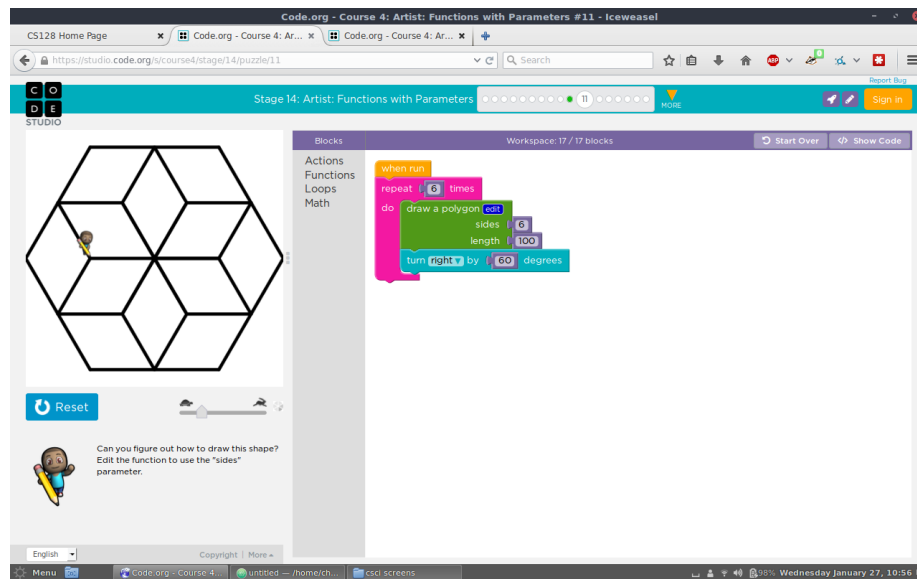 Code.org - Course 4: Artist: Functions with Parameters #11 - Iceweasel
CS128 Home Page × Code.org - Course 4: Ar... × Code.org - Course 4: Ar... ×
https://studio.code.org/s/course4/stage/14/puzzle/11 Search ABP
Report Bug
C O D E
STUDIO
Stage 14: Artist: Functions with Parameters 11 MORE Sign in
Blocks Workspace: 17 / 17 blocks Start Over </> Show Code
Actions
Functions
Loops
Math
when run
repeat 6 times
do draw a polygon edit
sides 6
length 100
turn right by 60 degrees
Reset
Can you figure out how to draw this shape?
Edit the function to use the "sides"
parameter.
English Copyright | More
Menu Code.org - Course 4... untitled — /home/ch... csci screens 98% Wednesday January 27, 10:56